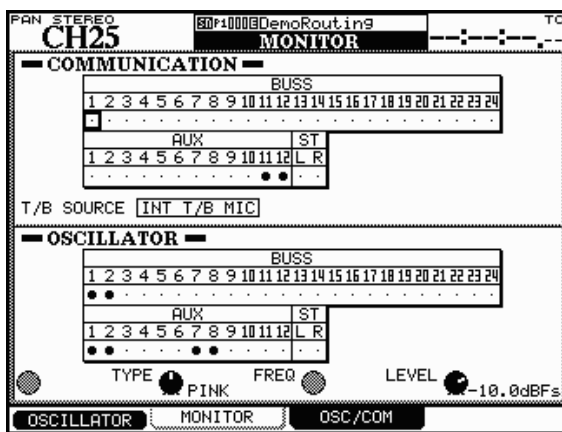 PAN STEREO
CH25
1000 DemoRouting
MONITOR
TC
--:--:--.--
COMMUNICATION
BUSS
1 2 3 4 5 6 7 8 9 10 11 12 13 14 15 16 17 18 19 20 21 22 23 24
AUX ST
1 2 3 4 5 6 7 8 9 10 11 12 L R
T/B SOURCE INT T/B MIC
OSCILLATOR
BUSS
1 2 3 4 5 6 7 8 9 10 11 12 13 14 15 16 17 18 19 20 21 22 23 24
AUX ST
1 2 3 4 5 6 7 8 9 10 11 12 L R
TYPE PINK FREQ LEVEL -10.0dBFs
OSCILLATOR MONITOR OSC/COM